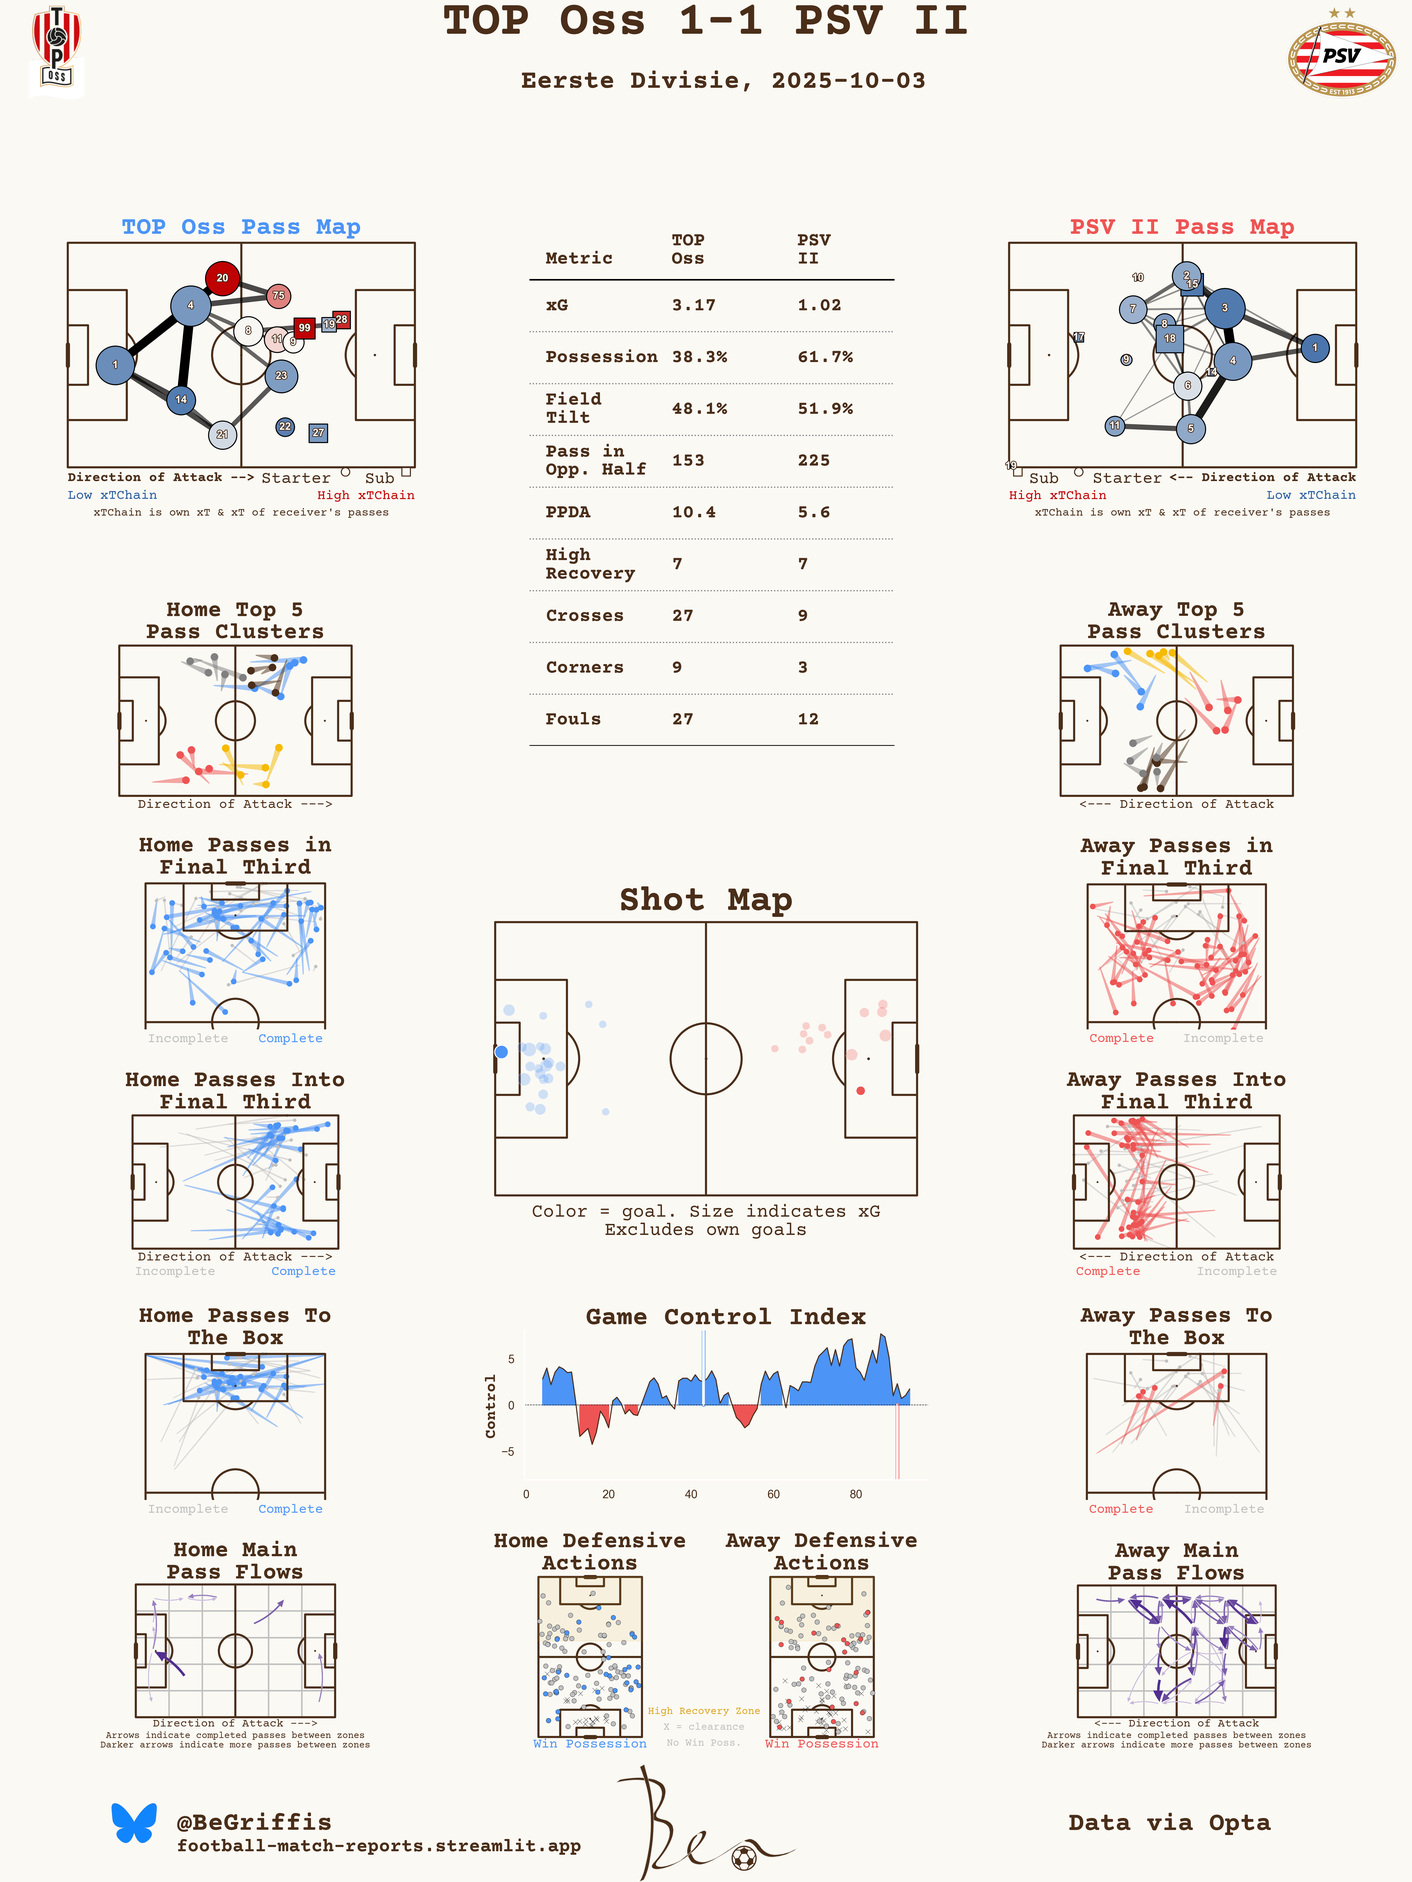 TOP Oss 1-1 PSV II
Eerste Divisie, 2025-10-03
T
O
P
OSS
PSV
EST 1913
TOP Oss Pass Map
20
75
4
8
99
19
28
11
9
1
23
14
21
22
27
Direction of Attack --> Starter Sub
Low xTChain High xTChain
xTChain is own xT & xT of receiver's passes
Metric TOP Oss PSV II
xG 3.17 1.02
Possession 38.3% 61.7%
Field Tilt 48.1% 51.9%
Pass in Opp. Half 153 225
PPDA 10.4 5.6
High Recovery 7 7
Crosses 27 9
Corners 9 3
Fouls 27 12
PSV II Pass Map
10
2
15
7
3
8
17
18
1
9
4
14
6
11
5
19
Sub Starter <-- Direction of Attack
High xTChain Low xTChain
xTChain is own xT & xT of receiver's passes
Home Top 5
Pass Clusters
Direction of Attack --->
Away Top 5
Pass Clusters
<--- Direction of Attack
Home Passes in
Final Third
Incomplete Complete
Away Passes in
Final Third
Complete Incomplete
Shot Map
Color = goal. Size indicates xG
Excludes own goals
Home Passes Into
Final Third
Direction of Attack --->
Incomplete Complete
Away Passes Into
Final Third
<--- Direction of Attack
Complete Incomplete
Home Passes To
The Box
Incomplete Complete
Game Control Index
Control
5
0
−5
0 20 40 60 80
Away Passes To
The Box
Complete Incomplete
Home Main
Pass Flows
Direction of Attack --->
Arrows indicate completed passes between zones
Darker arrows indicate more passes between zones
Home Defensive
Actions
Win Possession
Away Defensive
Actions
Win Possession
High Recovery Zone
X = clearance
No Win Poss.
Away Main
Pass Flows
<--- Direction of Attack
Arrows indicate completed passes between zones
Darker arrows indicate more passes between zones
@BeGriffis
football-match-reports.streamlit.app
Ben
Data via Opta